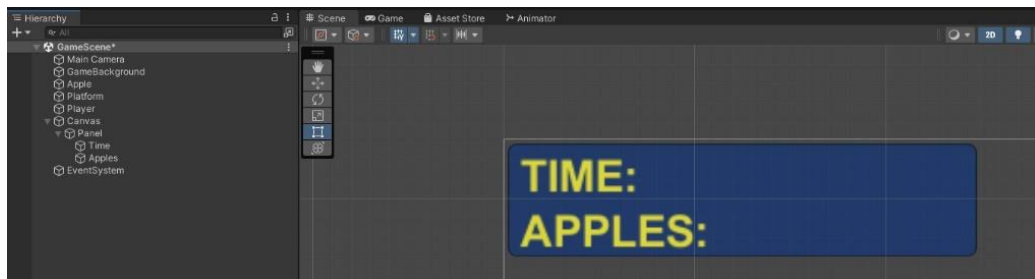 Hierarchy
Scene Game Asset Store Animator
All
2D
GameScene*
Main Camera
GameBackground
Apple
Platform
Player
Canvas
Panel
Time
Apples
EventSystem
TIME:
APPLES: